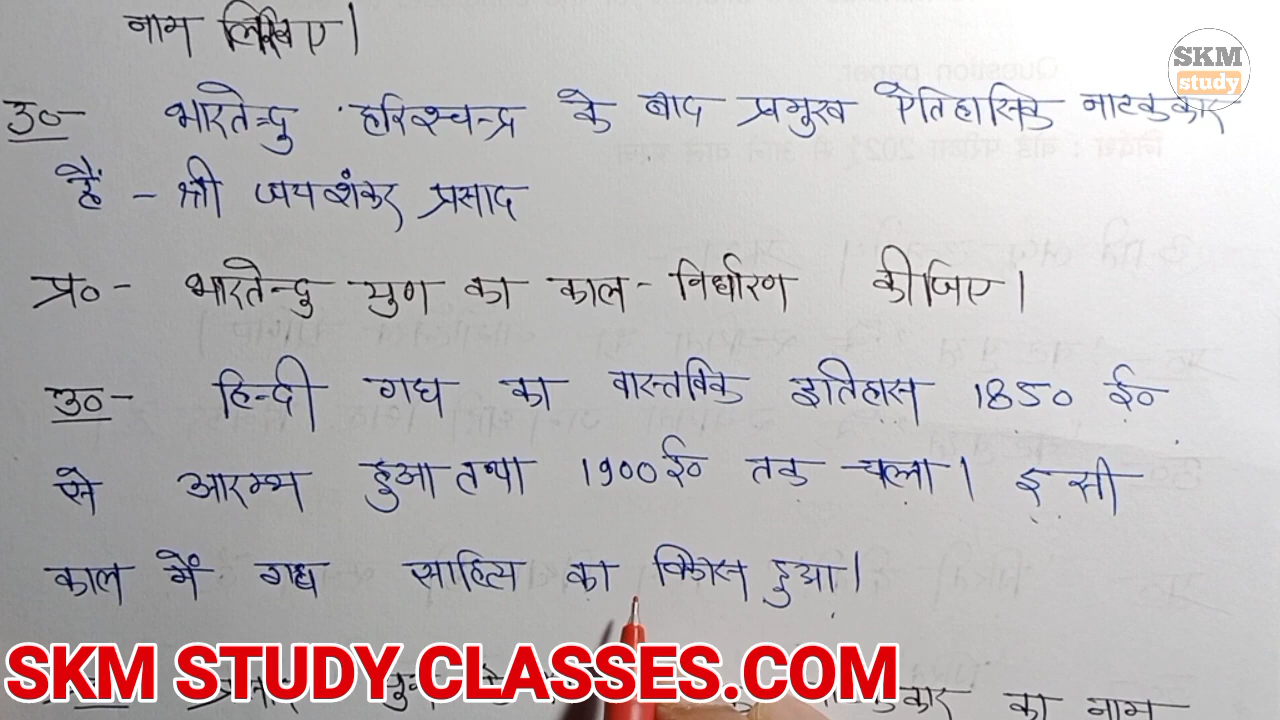 नाम लिखिए।
SKM
study
उ०- भारतेन्दु हरिश्चन्द्र के बाद प्रमुख ऐतिहासिक नाटककार
हैं - श्री जयशंकर प्रसाद
प्र०- भारतेन्दु युग का काल-निर्धारण कीजिए।
उ०- हिन्दी गद्य का वास्तविक इतिहास 1850 ई०
से आरम्भ हुआ तथा 1900 ई० तक चला। इसी
काल में गद्य साहित्य का विकास हुआ।
SKM STUDY CLASSES.COM
का नाम